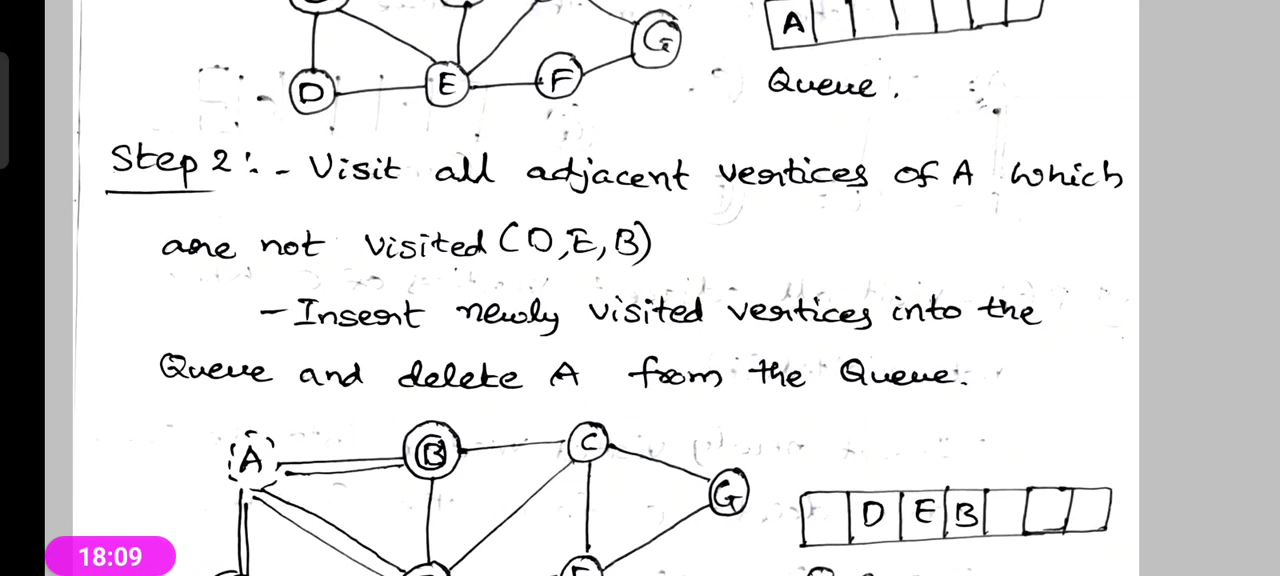 A
G
D
E
F
Queue.
Step 2:- Visit all adjacent vertices of A which
are not visited (D,E,B)
- Insert newly visited vertices into the
Queue and delete A from the Queue.
A
B
C
G
D E B
18:09